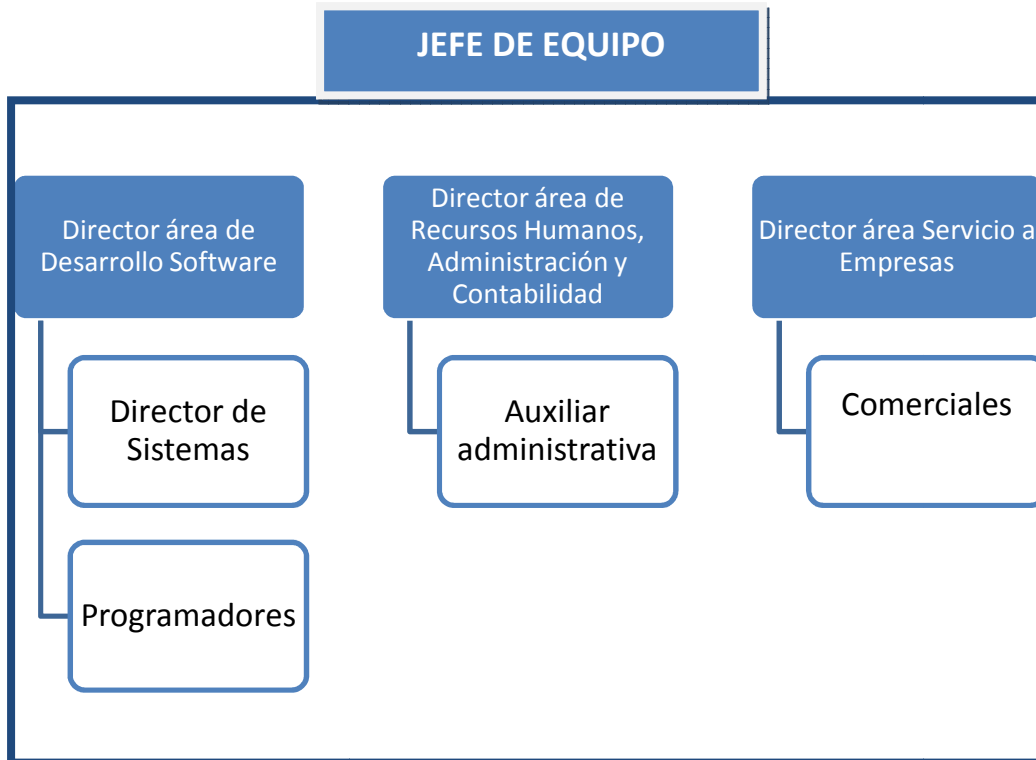 JEFE DE EQUIPO
Director área de
Desarrollo Software
Director de
Sistemas
Programadores
Director área de
Recursos Humanos,
Administración y
Contabilidad
Auxiliar
administrativa
Director área Servicio a
Empresas
Comerciales